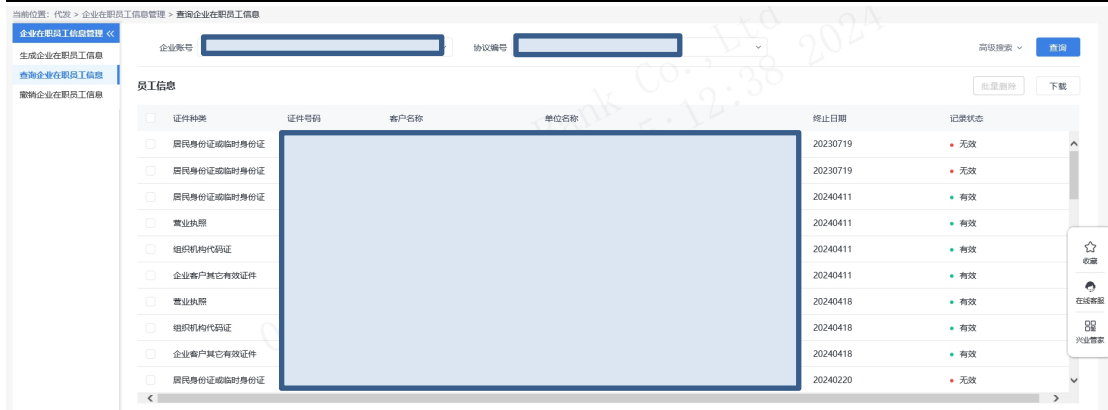 当前位置：代发 > 企业在职员工信息管理 > 查询企业在职员工信息
企业在职员工信息管理 «
生成企业在职员工信息
查询企业在职员工信息
撤销企业在职员工信息
企业账号 协议编号 高级搜索 查询
员工信息 批量删除 下载
证件种类 证件号码 客户名称 单位名称 终止日期 记录状态
居民身份证或临时身份证 20230719 无效
居民身份证或临时身份证 20230719 无效
居民身份证或临时身份证 20240411 有效
营业执照 20240411 有效
组织机构代码证 20240411 有效
企业客户其它有效证件 20240411 有效
营业执照 20240418 有效
组织机构代码证 20240418 有效
企业客户其它有效证件 20240418 有效
居民身份证或临时身份证 20240220 无效
收藏
在线客服
兴业管家
Bank Co., Ltd
12:38 2024